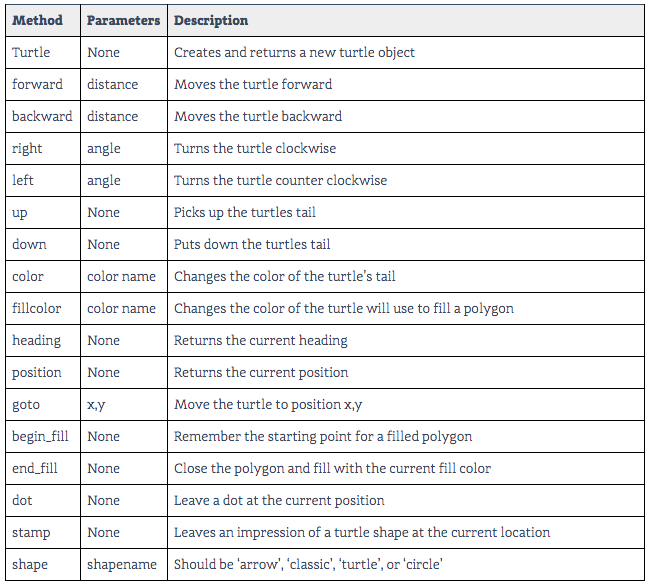 Method Parameters Description
Turtle None Creates and returns a new turtle object
forward distance Moves the turtle forward
backward distance Moves the turtle backward
right angle Turns the turtle clockwise
left angle Turns the turtle counter clockwise
up None Picks up the turtles tail
down None Puts down the turtles tail
color color name Changes the color of the turtle’s tail
fillcolor color name Changes the color of the turtle will use to fill a polygon
heading None Returns the current heading
position None Returns the current position
goto x,y Move the turtle to position x,y
begin_fill None Remember the starting point for a filled polygon
end_fill None Close the polygon and fill with the current fill color
dot None Leave a dot at the current position
stamp None Leaves an impression of a turtle shape at the current location
shape shapename Should be ‘arrow’, ‘classic’, ‘turtle’, or ‘circle’